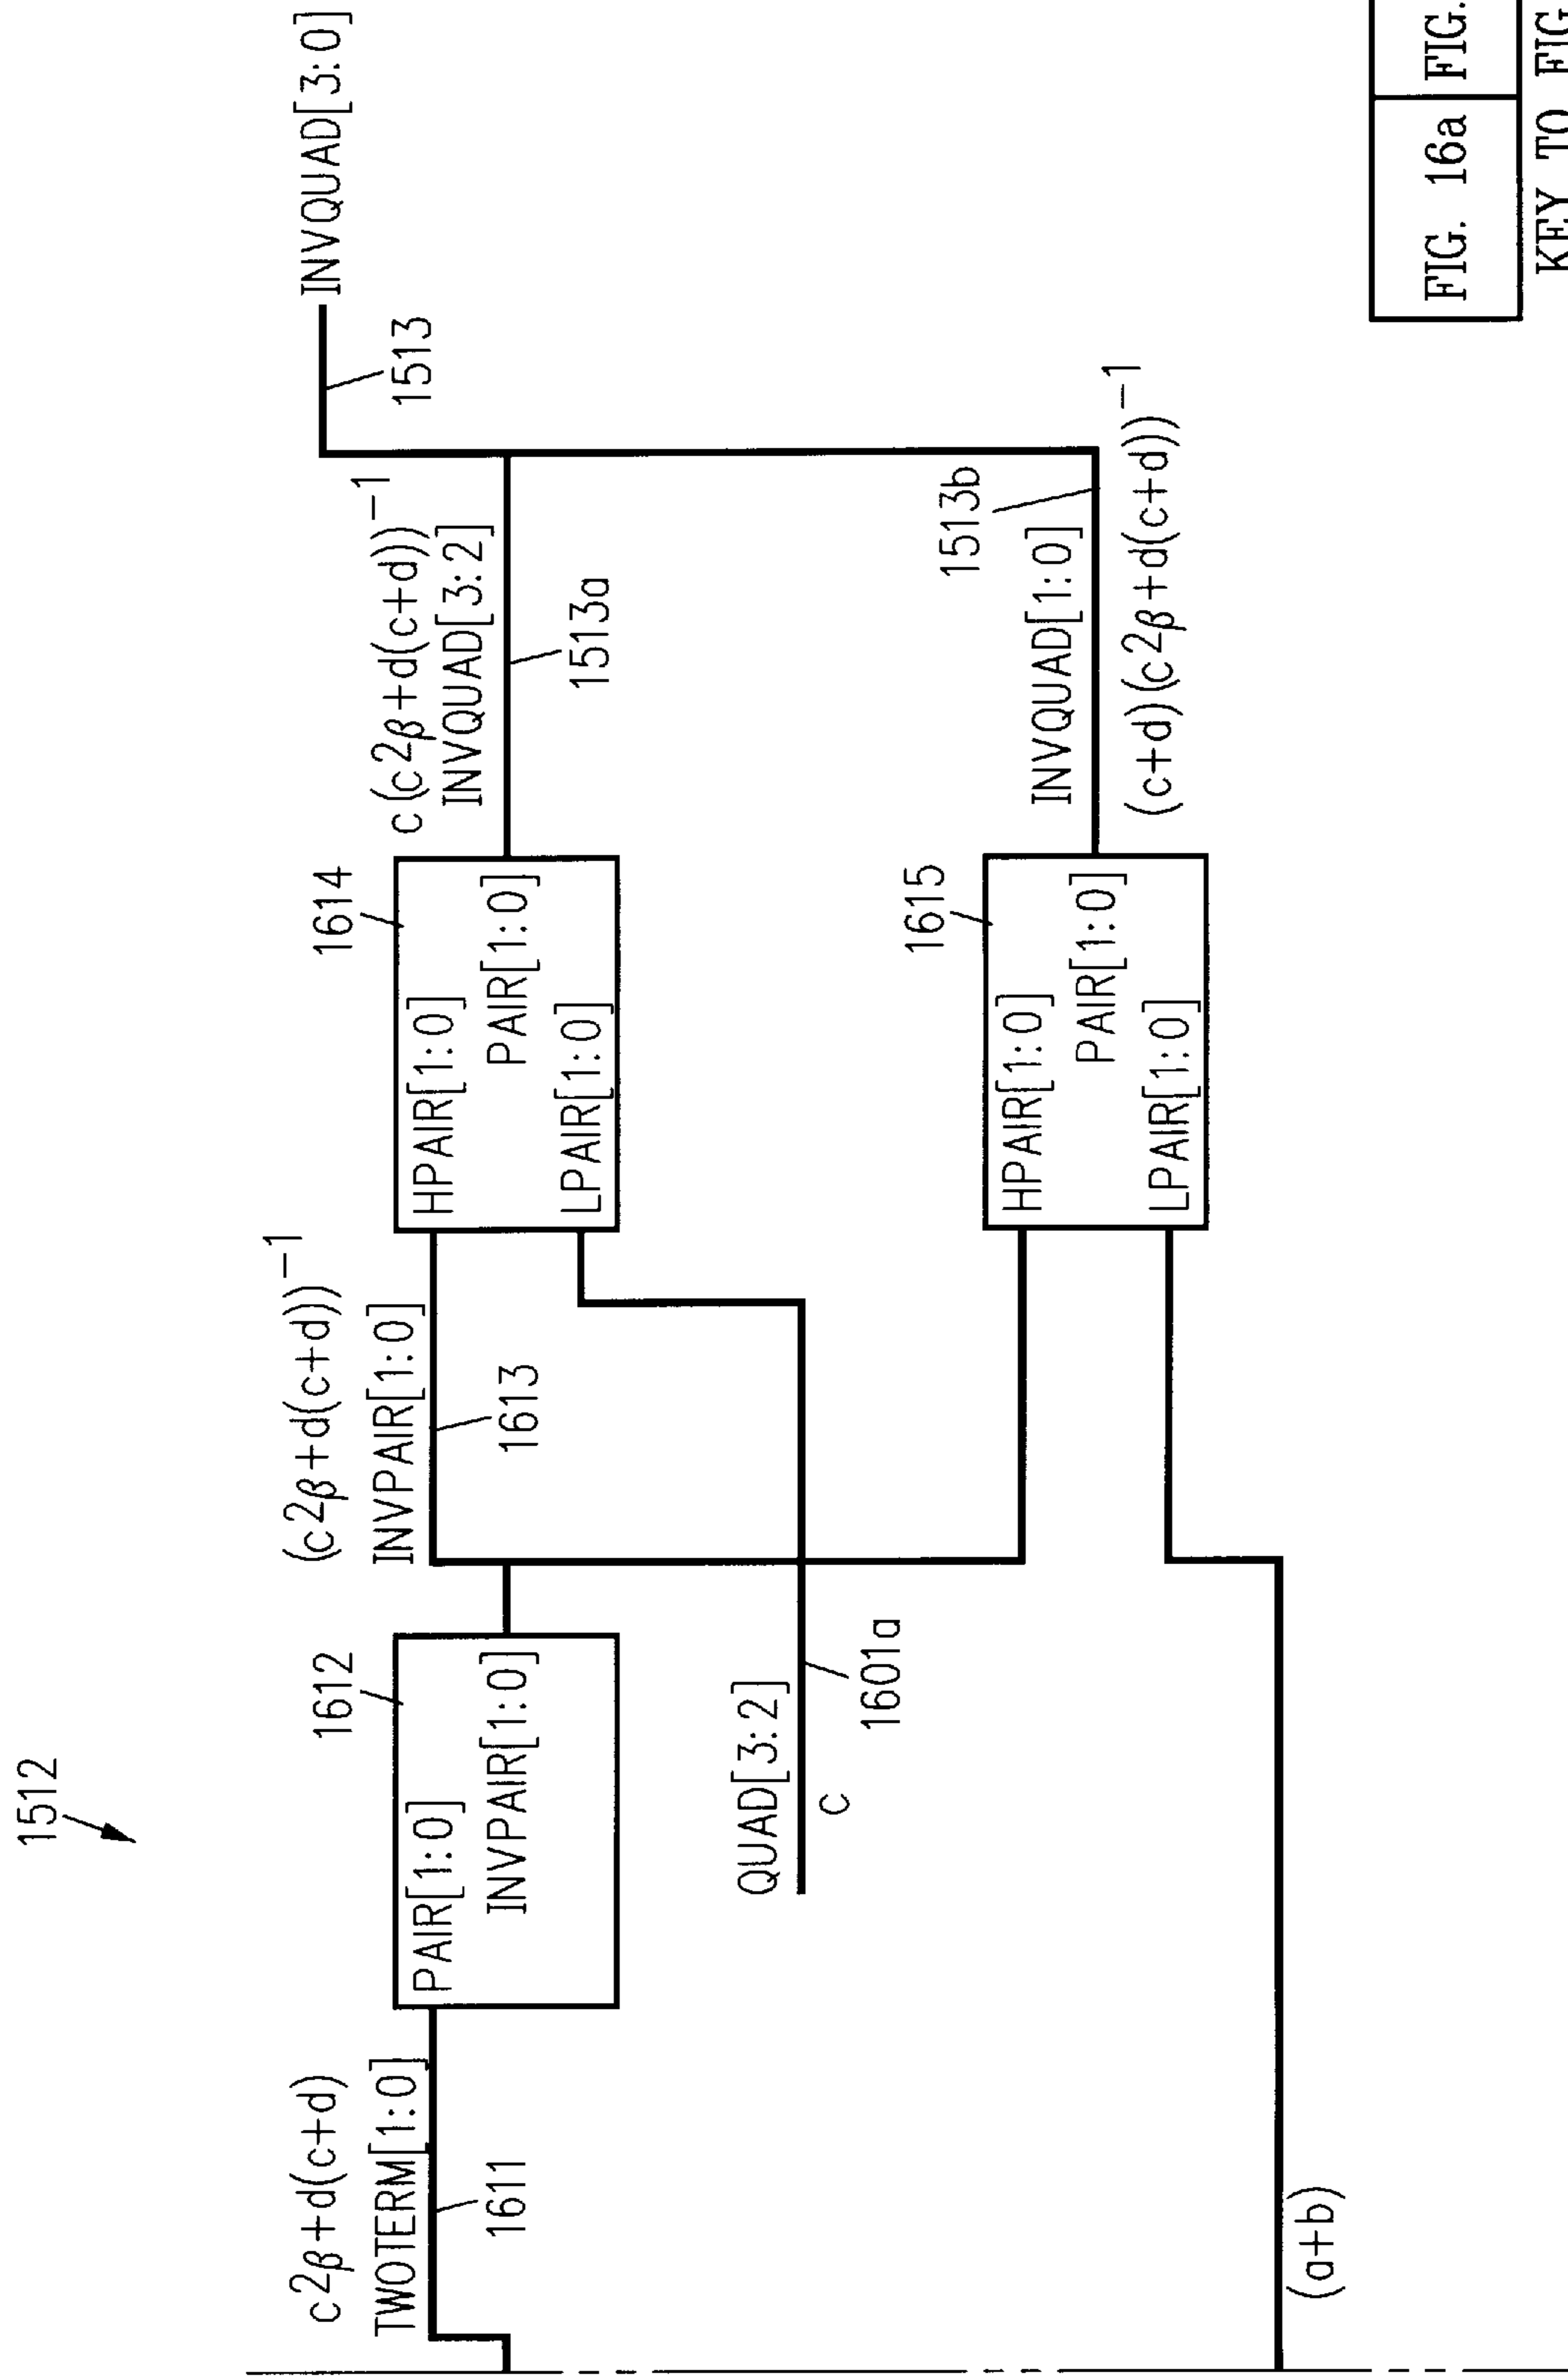 1512
c²β+d(c+d)
TWOTERM[1:0]
1611
1612
PAIR[1:0]
INVPAIR[1:0]
(c²β+d(c+d))⁻¹
INVPAIR[1:0]
1613
QUAD[3:2]
c
1601a
1614
HPAIR[1:0]
PAIR[1:0]
LPAIR[1:0]
c(c²β+d(c+d))⁻¹
INVQUAD[3:2]
1513a
INVQUAD[3:0]
1513
1615
HPAIR[1:0]
PAIR[1:0]
LPAIR[1:0]
1513b
INVQUAD[1:0]
(c+d)(c²β+d(c+d))⁻¹
(a+b)
FIG. 16a
FIG.
KEY TO FIG